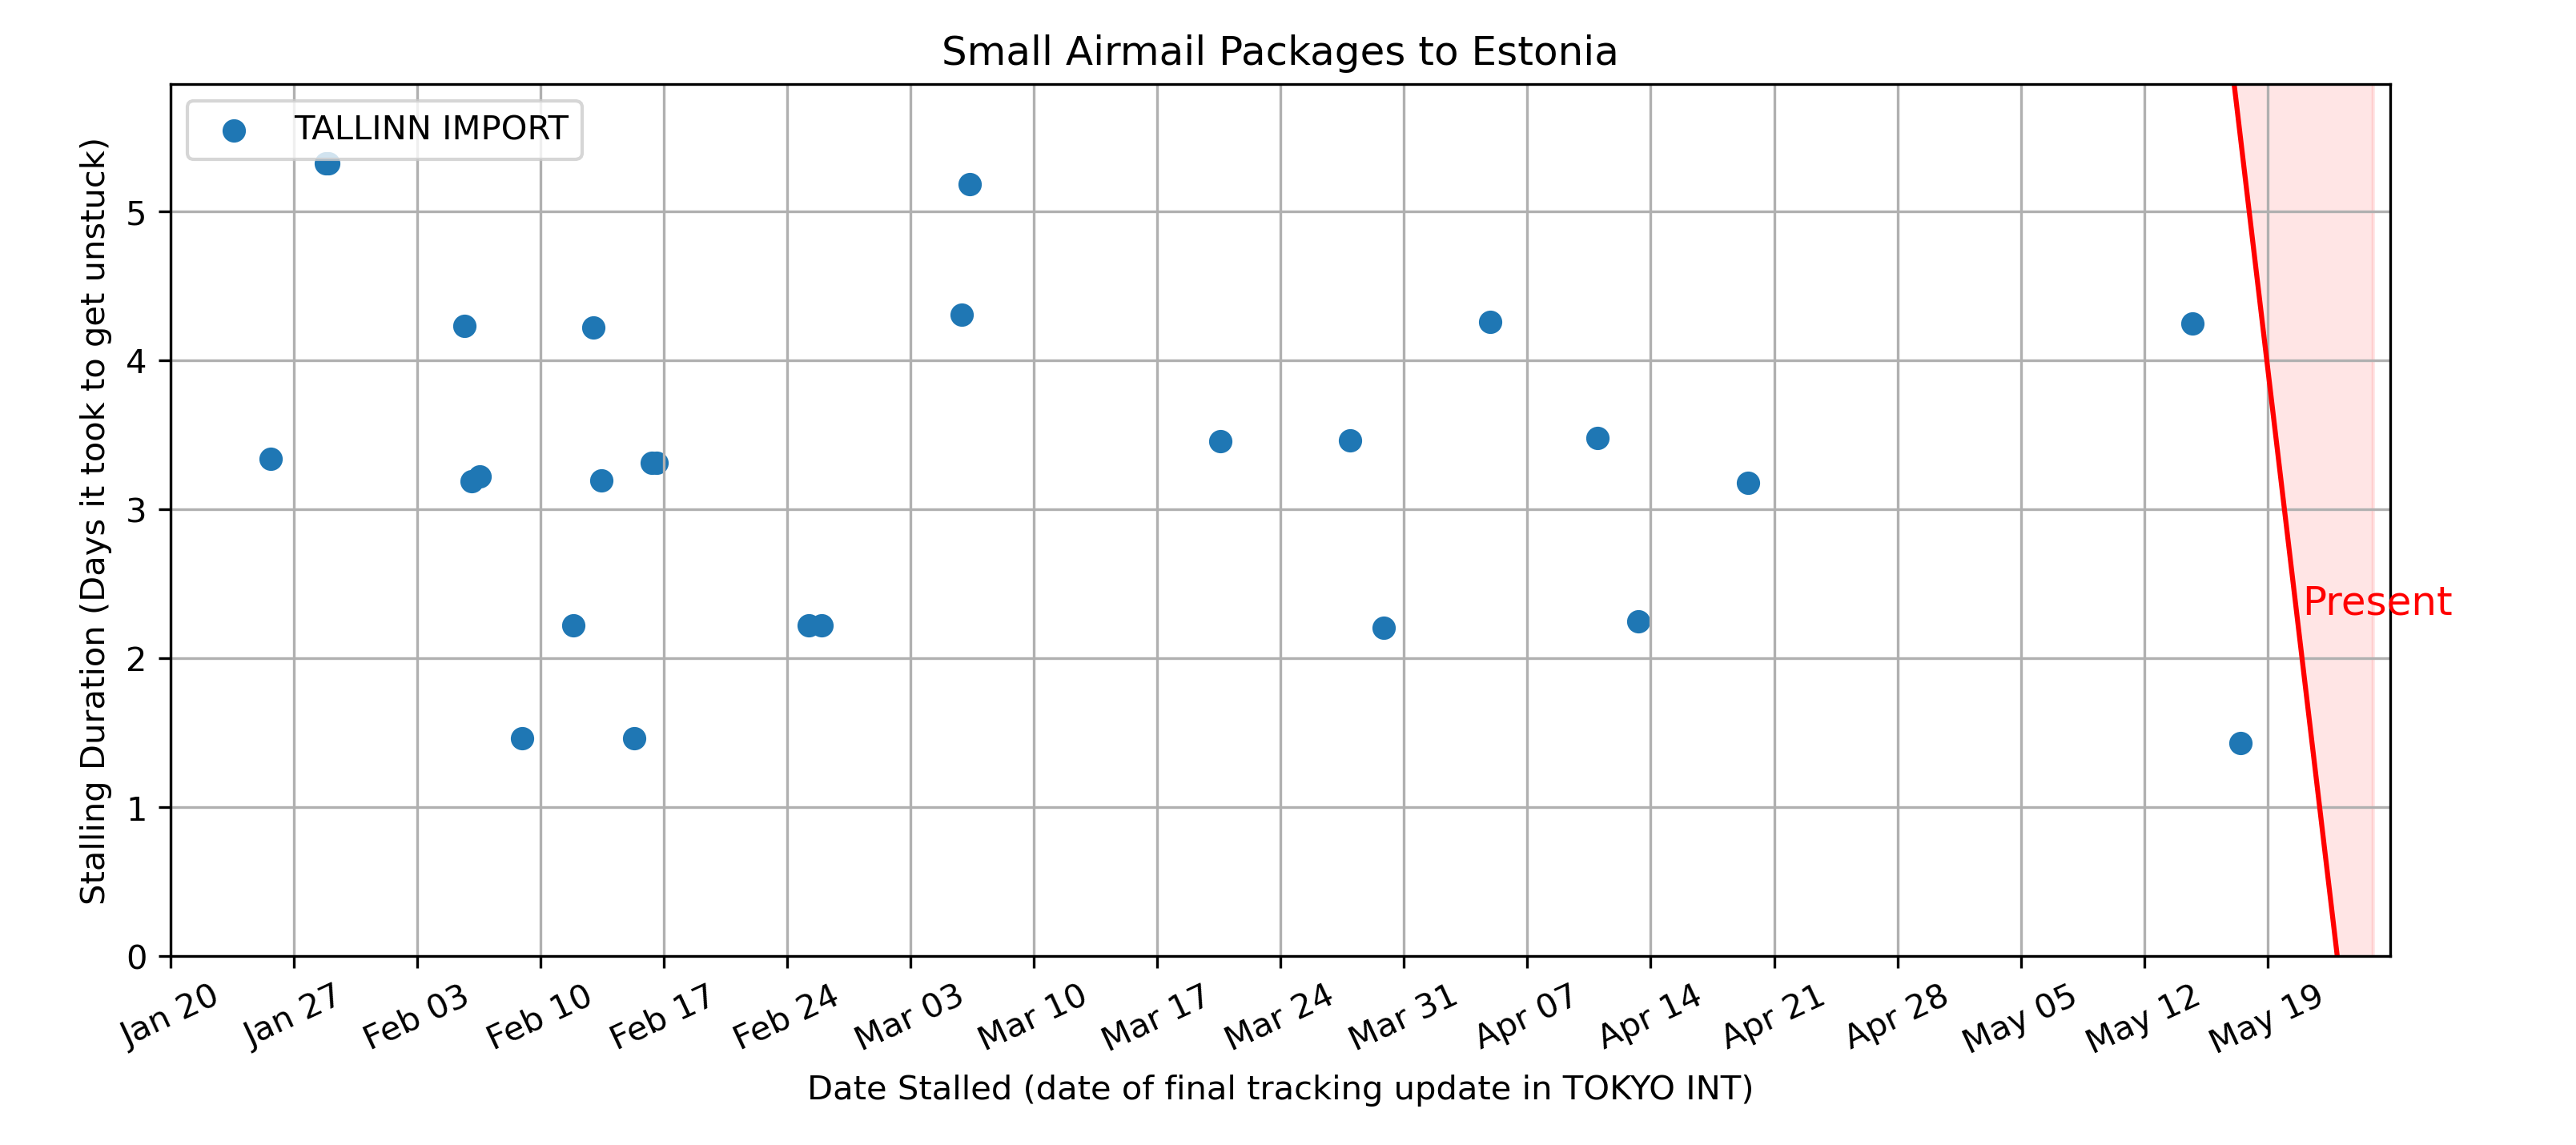 Small Airmail Packages to Estonia
TALLINN IMPORT
Stalling Duration (Days it took to get unstuck)
5
4
3
2
1
0
Present
Jan 20
Jan 27
Feb 03
Feb 10
Feb 17
Feb 24
Mar 03
Mar 10
Mar 17
Mar 24
Mar 31
Apr 07
Apr 14
Apr 21
Apr 28
May 05
May 12
May 19
Date Stalled (date of final tracking update in TOKYO INT)